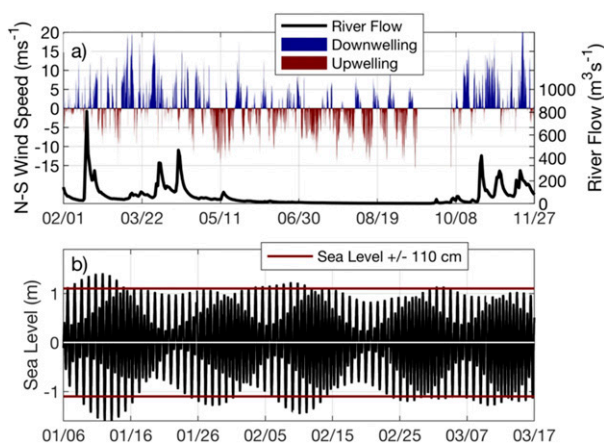 a)
River Flow
Downwelling
Upwelling
N-S Wind Speed (ms-1)
20
15
10
5
0
-5
-10
-15
1000
800
600
400
200
0
River Flow (m3s-1)
02/01 03/22 05/11 06/30 08/19 10/08 11/27
b)
Sea Level +/- 110 cm
Sea Level (m)
1
0
-1
01/06 01/16 01/26 02/05 02/15 02/25 03/07 03/17